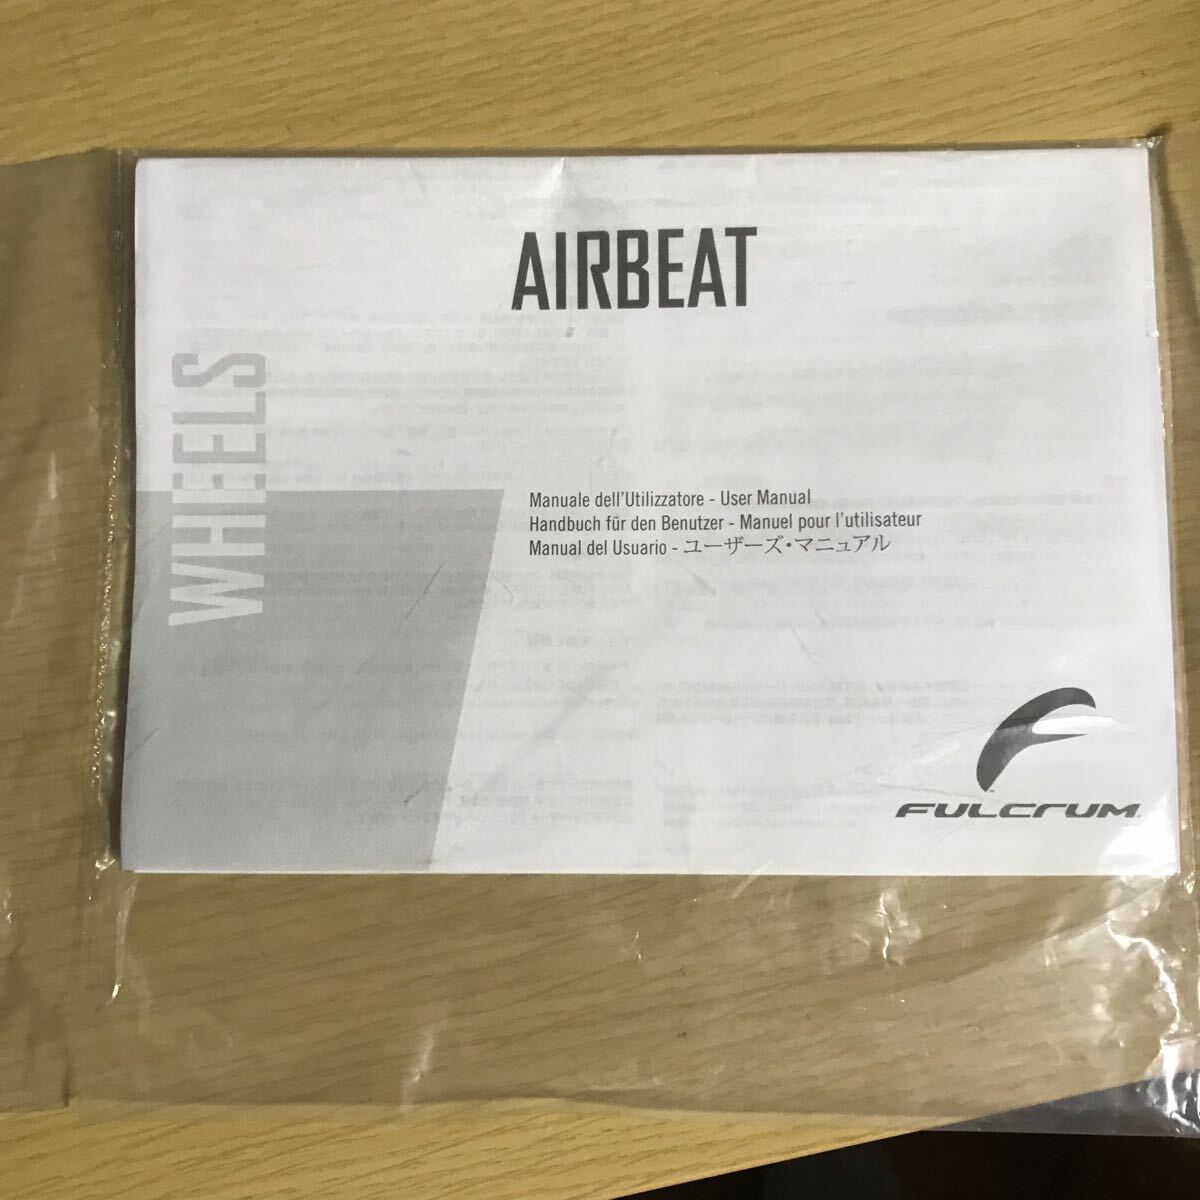 AIRBEAT
WHEELS
Manuale dell'Utilizzatore - User Manual
Handbuch für den Benutzer - Manuel pour l'utilisateur
Manual del Usuario - ユーザーズ・マニュアル
FULCRUM